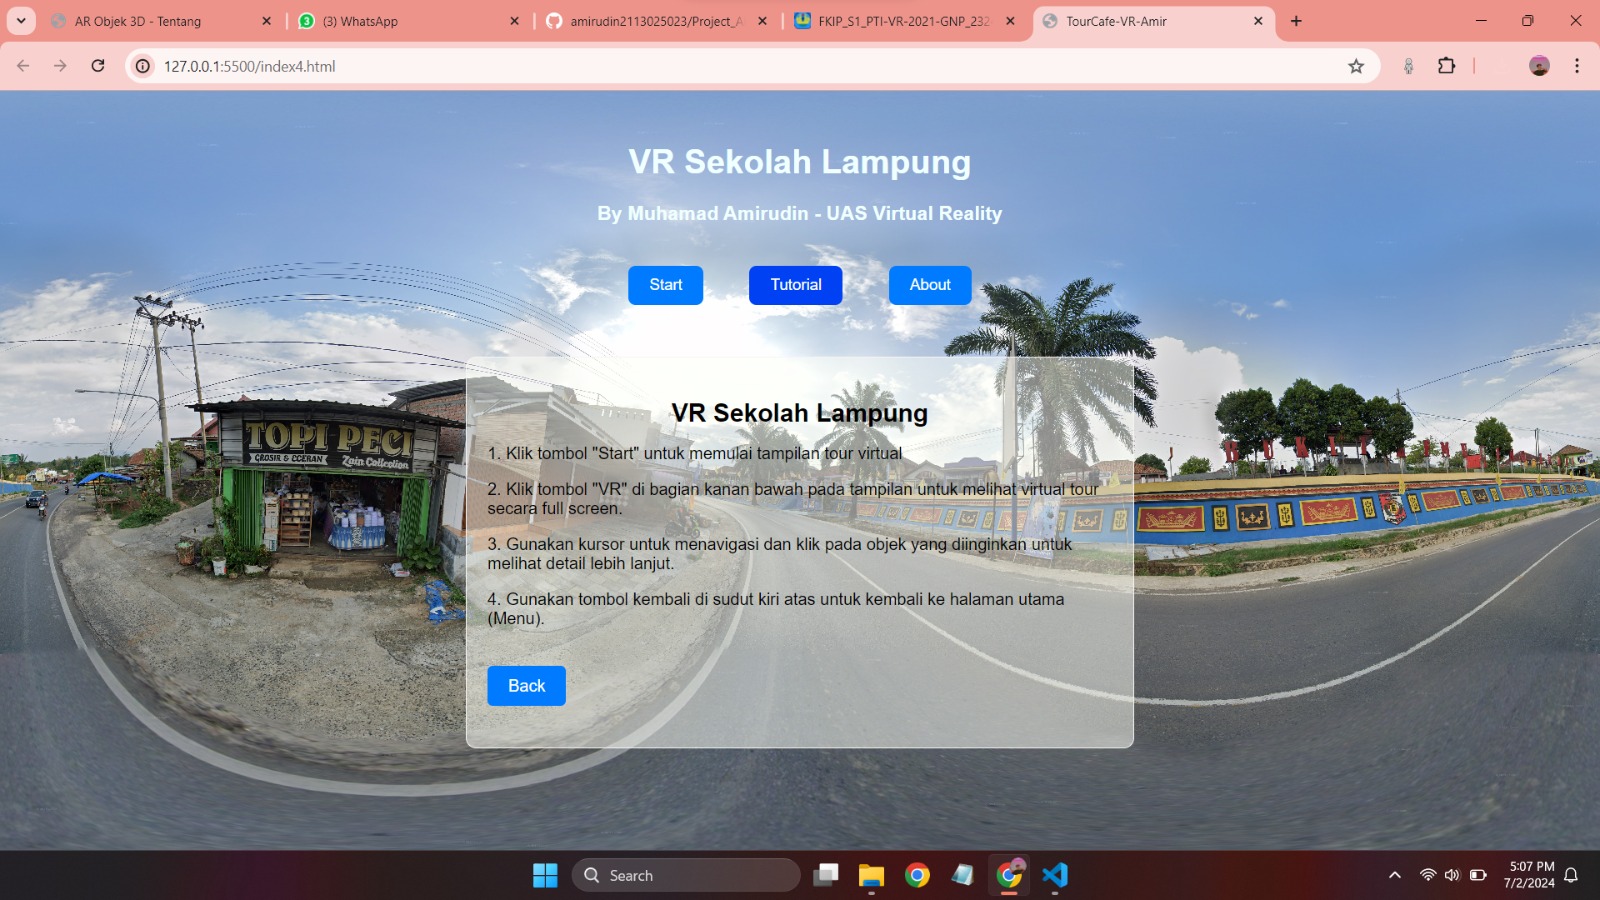 AR Objek 3D - Tentang
(3) WhatsApp
amirudin2113025023/Project_A
FKIP_S1_PTI-VR-2021-GNP_232
TourCafe-VR-Amir
127.0.0.1:5500/index4.html
VR Sekolah Lampung
By Muhamad Amirudin - UAS Virtual Reality
Start
Tutorial
About
TOPI PECI
GROSIR & ECERAN
Zain Collection
VR Sekolah Lampung
1. Klik tombol "Start" untuk memulai tampilan tour virtual
2. Klik tombol "VR" di bagian kanan bawah pada tampilan untuk melihat virtual tour
secara full screen.
3. Gunakan kursor untuk menavigasi dan klik pada objek yang diinginkan untuk
melihat detail lebih lanjut.
4. Gunakan tombol kembali di sudut kiri atas untuk kembali ke halaman utama
(Menu).
Back
Search
5:07 PM
7/2/2024